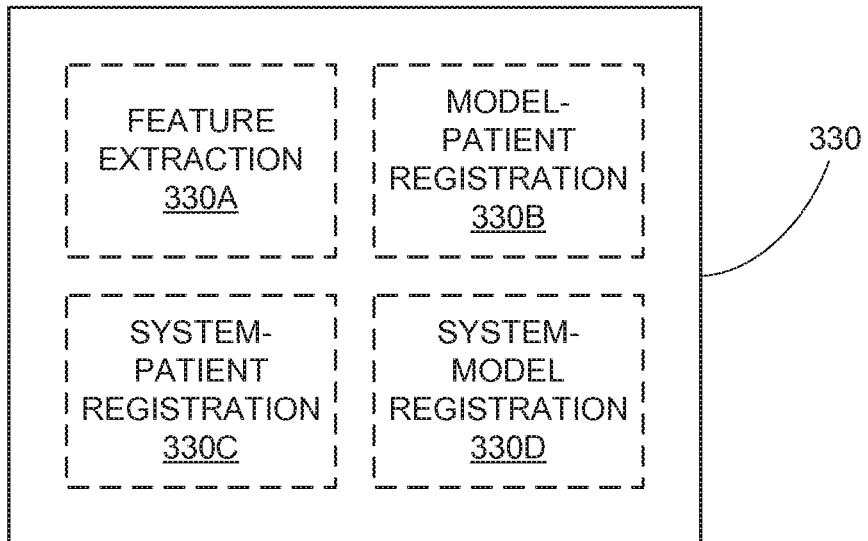 FEATURE
EXTRACTION
330A
MODEL-
PATIENT
REGISTRATION
330B
330
SYSTEM-
PATIENT
REGISTRATION
330C
SYSTEM-
MODEL
REGISTRATION
330D